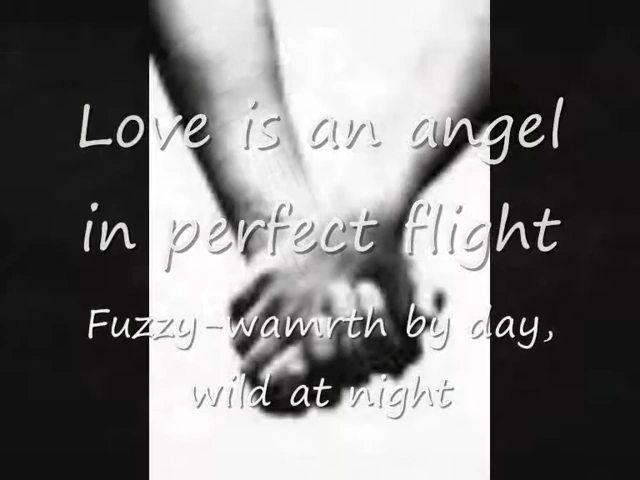 Love is an angel
in perfect flight
Fuzzy-wamrth by day,
wild at night